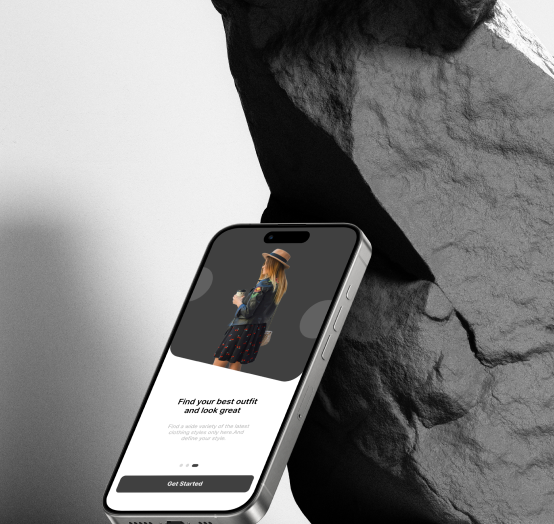 Find your best outfit
and look great
Find a wide variety of the latest
clothing styles one here.And
define your style.
Get Started